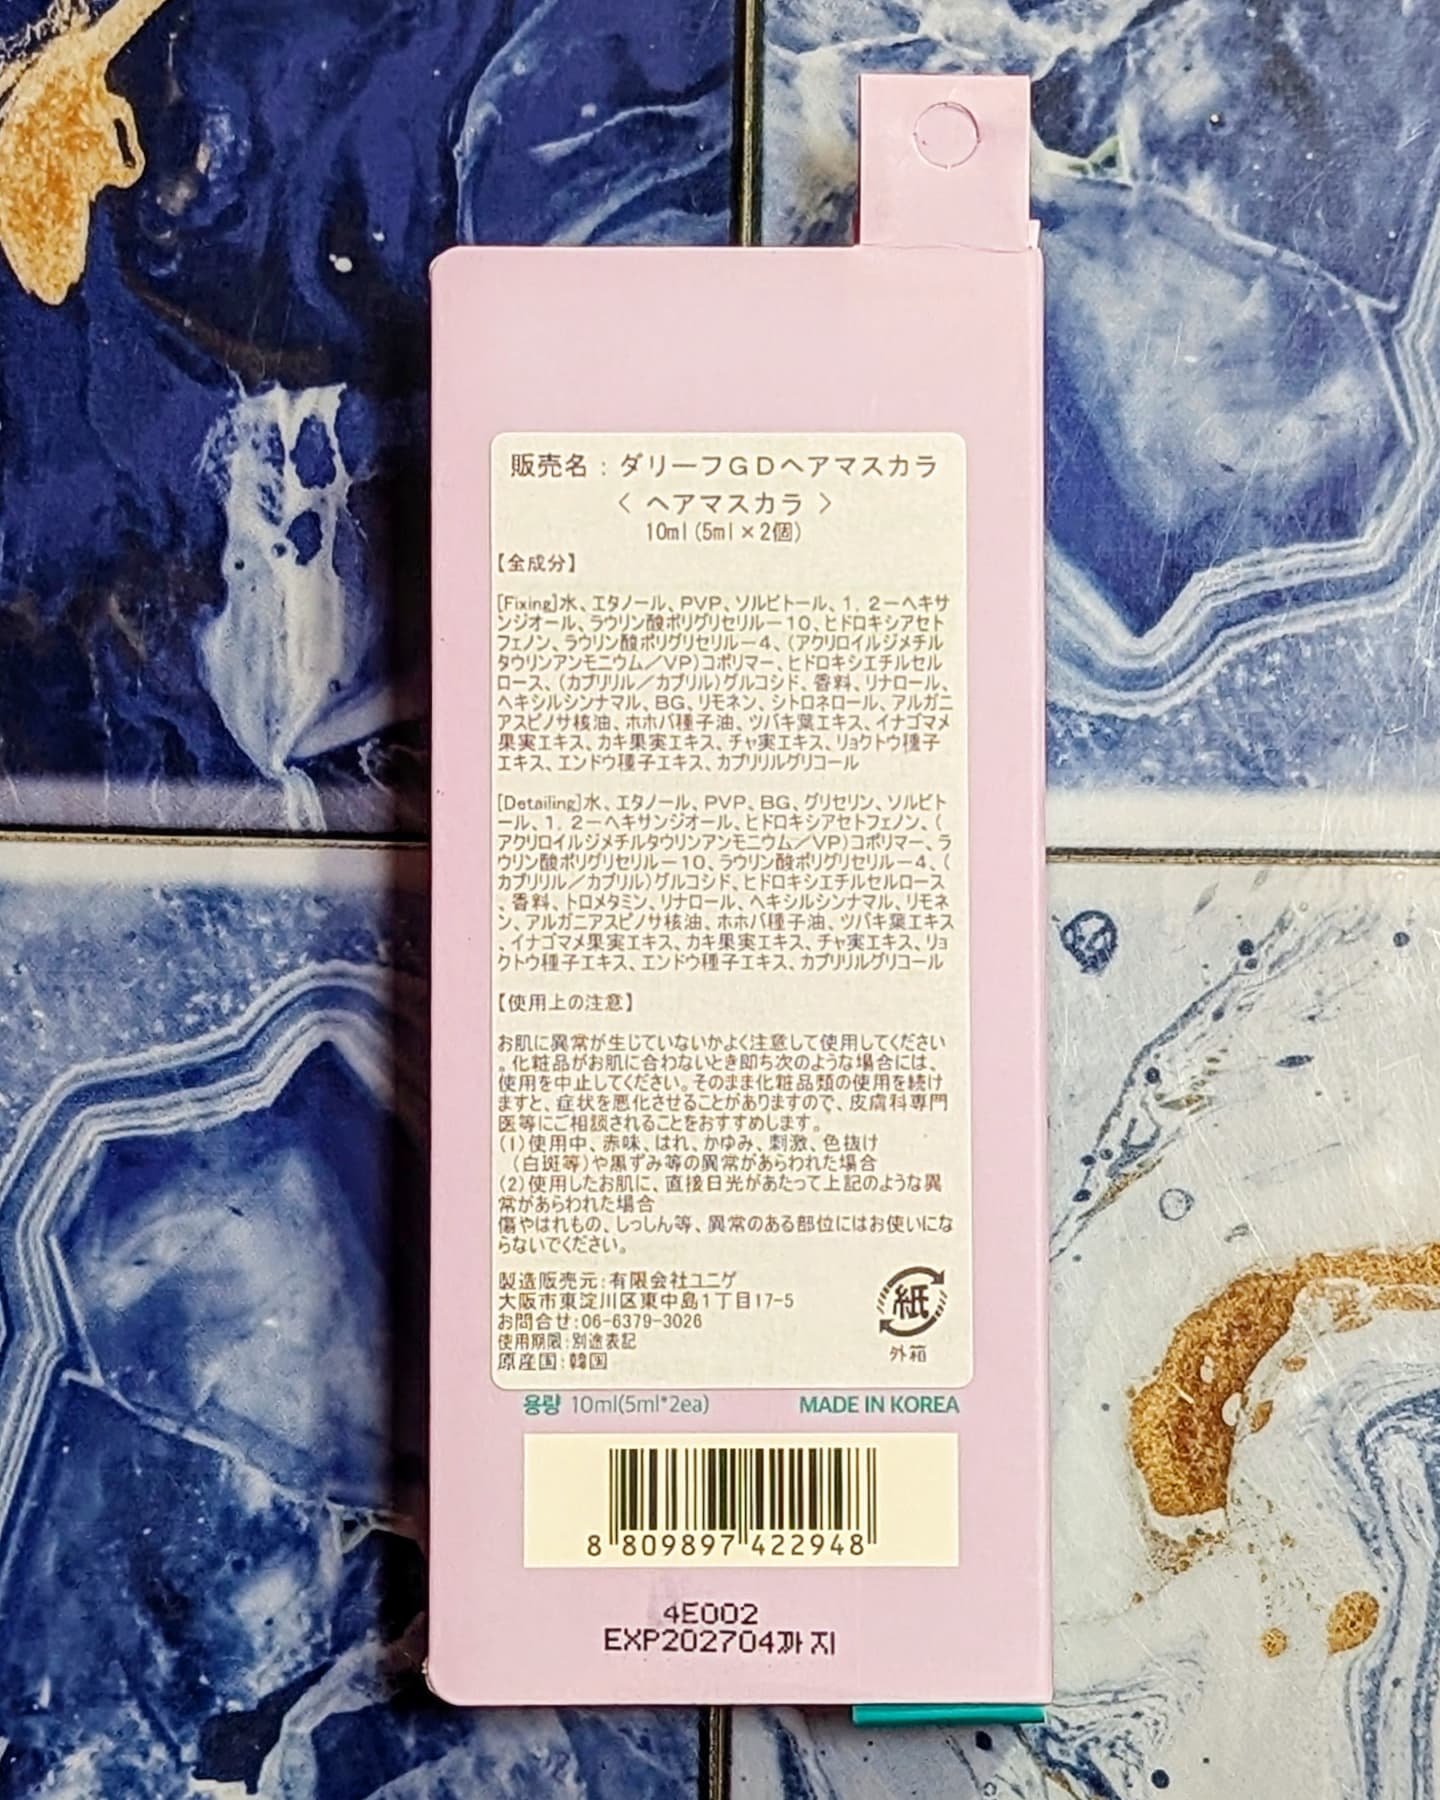 販売名：ダリーフＧＤヘアマスカラ
＜ ヘアマスカラ ＞
10ml(5ml×2個)
【全成分】
[Fixing]水、エタノール、PVP、ソルビトール、1，2－ヘキサ
ンジオール、ラウリン酸ポリグリセリル－10、ヒドロキシアセト
フェノン、ラウリン酸ポリグリセリル－4、（アクリロイルジメチル
タウリンアンモニウム／VP）コポリマー、ヒドロキシエチルセル
ロース、（カプリリル／カプリル）グルコシド、香料、リナロール、
ヘキシルシンナマル、BG、リモネン、シトロネロール、アルガニ
アスピノサ核油、ホホバ種子油、ツバキ葉エキス、イナゴマメ
果実エキス、カキ果実エキス、チャ実エキス、リョクトウ種子
エキス、エンドウ種子エキス、カプリリルグリコール
[Detailing]水、エタノール、PVP、BG、グリセリン、ソルビト
ール、1，2－ヘキサンジオール、ヒドロキシアセトフェノン、（
アクリロイルジメチルタウリンアンモニウム／VP）コポリマー、ラ
ウリン酸ポリグリセリル－10、ラウリン酸ポリグリセリル－4、（
カプリリル／カプリル）グルコシド、ヒドロキシエチルセルロース
、香料、トロメタミン、リナロール、ヘキシルシンナマル、リモネ
ン、アルガニアスピノサ核油、ホホバ種子油、ツバキ葉エキス
、イナゴマメ果実エキス、カキ果実エキス、チャ実エキス、リョ
クトウ種子エキス、エンドウ種子エキス、カプリリルグリコール
【使用上の注意】
お肌に異常が生じていないかよく注意して使用してください
。化粧品がお肌に合わないとき即ち次のような場合には、
使用を中止してください。そのまま化粧品類の使用を続け
ますと、症状を悪化させることがありますので、皮膚科専門
医等にご相談されることをおすすめします。
(1)使用中、赤味、はれ、かゆみ、刺激、色抜け
（白斑等）や黒ずみ等の異常があらわれた場合
(2)使用したお肌に、直接日光があたって上記のような異
常があらわれた場合
傷やはれもの、しっしん等、異常のある部位にはお使いにな
らないでください。
製造販売元：有限会社ユニゲ
大阪市東淀川区東中島1丁目17-5
お問合せ：06-6379-3026
使用期限：別途表記
原産国：韓国
紙
外箱
용량 10ml(5ml*2ea) MADE IN KOREA
8 809897 422948
4E002
EXP202704까지